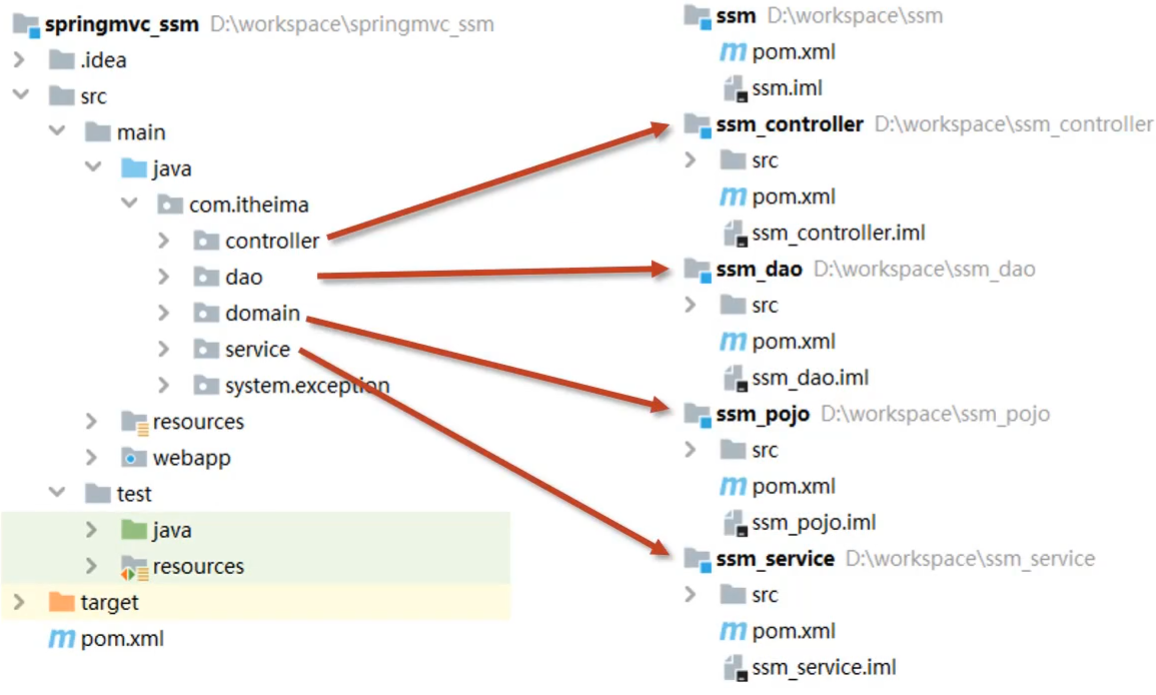 springmvc_ssm D:\workspace\springmvc_ssm
.idea
src
main
java
com.itheima
controller
dao
domain
service
system.exception
resources
webapp
test
java
resources
target
pom.xml
ssm D:\workspace\ssm
pom.xml
ssm.iml
ssm_controller D:\workspace\ssm_controller
src
pom.xml
ssm_controller.iml
ssm_dao D:\workspace\ssm_dao
src
pom.xml
ssm_dao.iml
ssm_pojo D:\workspace\ssm_pojo
src
pom.xml
ssm_pojo.iml
ssm_service D:\workspace\ssm_service
src
pom.xml
ssm_service.iml